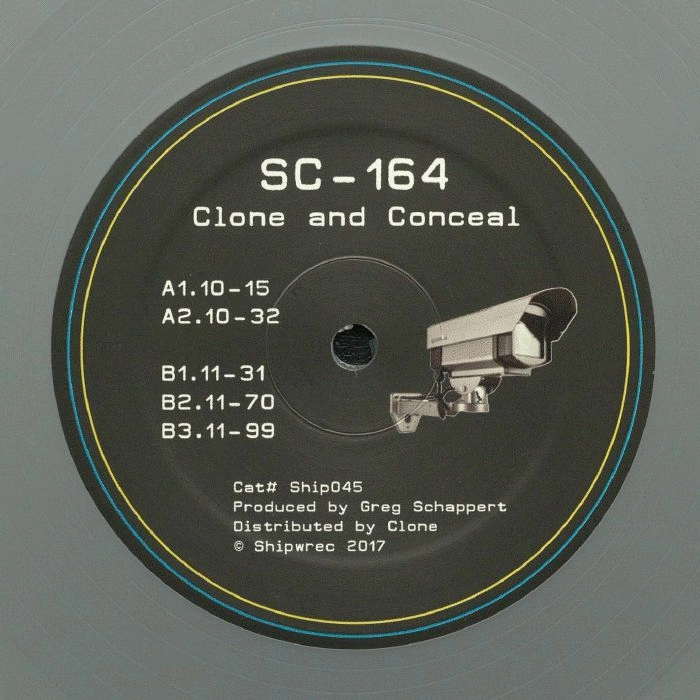 SC-164
Clone and Conceal
A1.10-15
A2.10-32
B1.11-31
B2.11-70
B3.11-99
Cat# Ship045
Produced by Greg Schappert
Distributed by Clone
© Shipwrec 2017